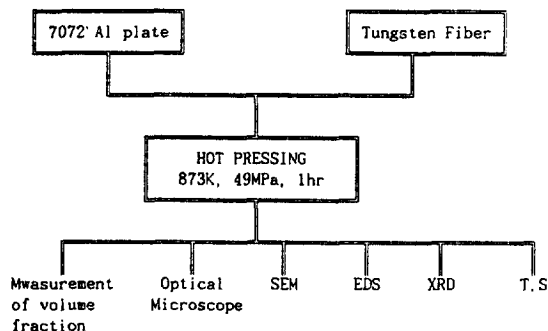 7072 Al plate
Tungsten Fiber
HOT PRESSING
873K, 49MPa, 1hr
Mwasurement
of volume
fraction
Optical
Microscope
SEM
EDS
XRD
T.S